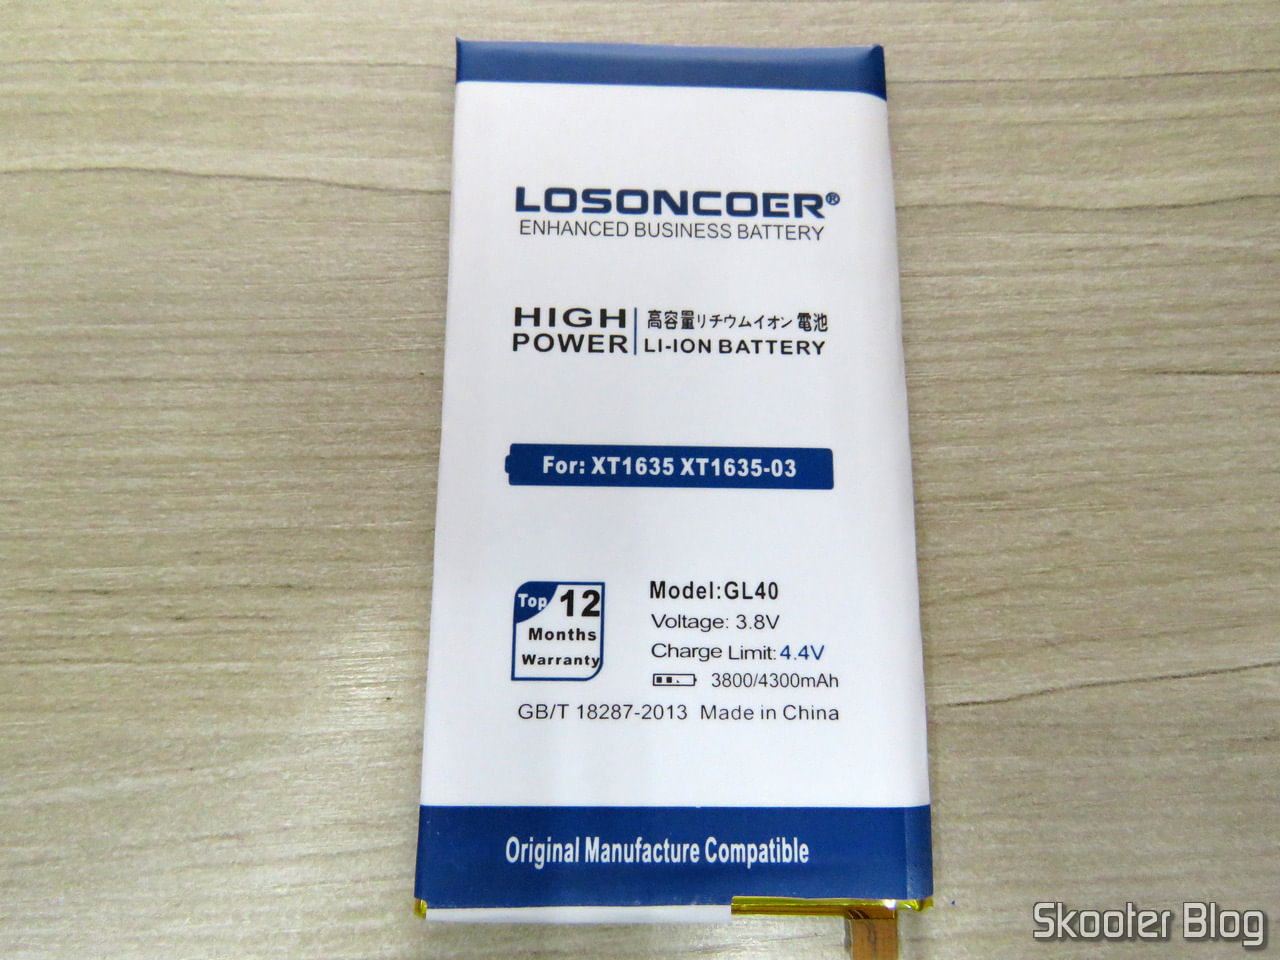 LOSONCOER®
ENHANCED BUSINESS BATTERY
HIGH POWER
高容量リチウムイオン 電池
LI-ION BATTERY
For: XT1635 XT1635-03
Top 12
Months
Warranty
Model:GL40
Voltage: 3.8V
Charge Limit: 4.4V
3800/4300mAh
GB/T 18287-2013 Made in China
Original Manufacture Compatible
Skooter Blog